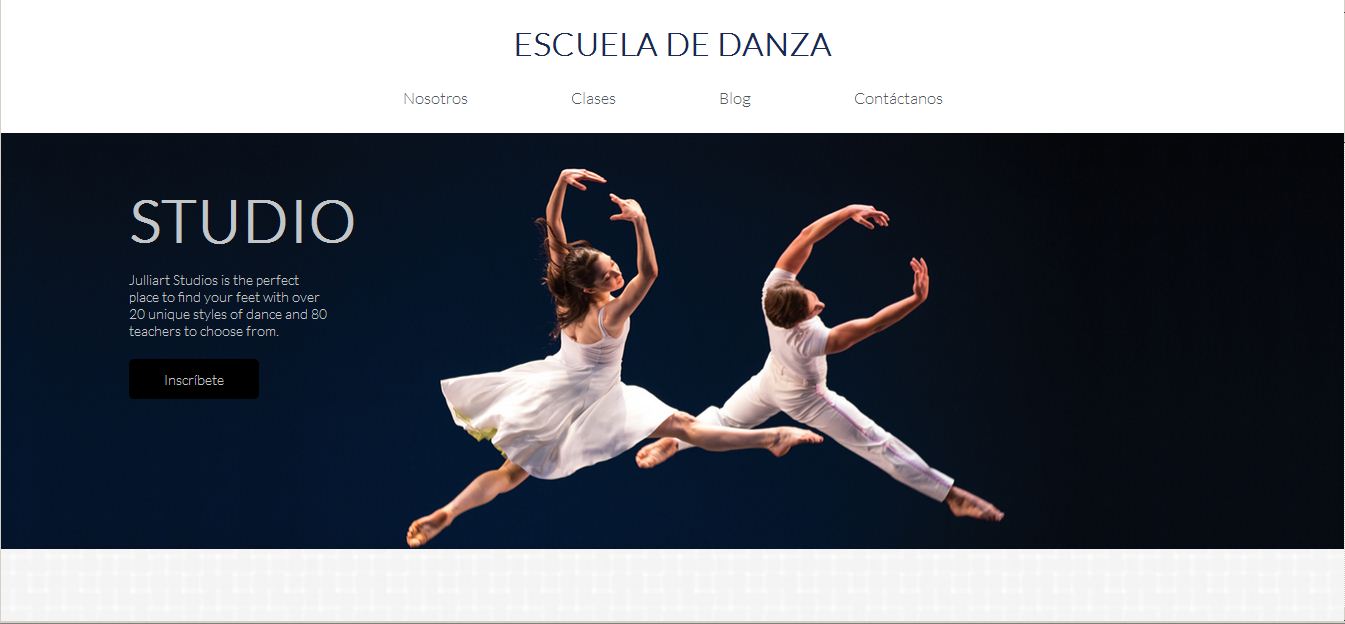 ESCUELA DE DANZA
Nosotros Clases Blog Contáctanos
STUDIO
Julliart Studios is the perfect
place to find your feet with over
20 unique styles of dance and 80
teachers to choose from.
Inscríbete